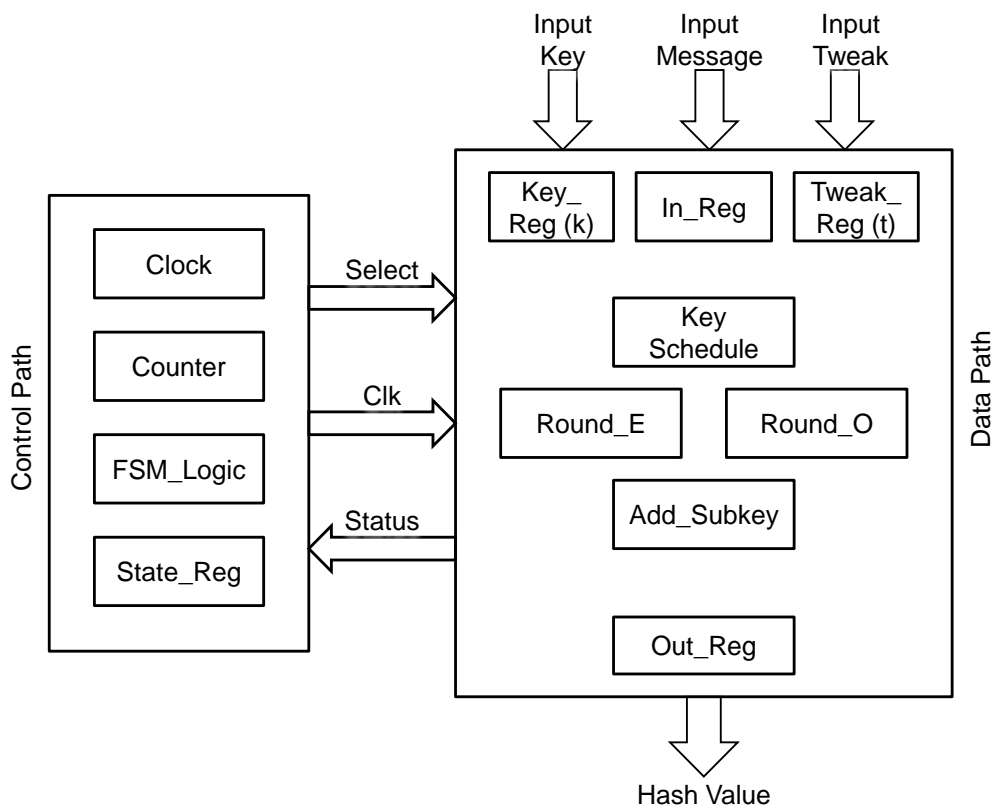 Input Key
Input Message
Input Tweak
Control Path
Clock
Counter
FSM_Logic
State_Reg
Select
Clk
Status
Key_
Reg (k)
In_Reg
Tweak_
Reg (t)
Key
Schedule
Round_E
Round_O
Add_Subkey
Out_Reg
Data Path
Hash Value